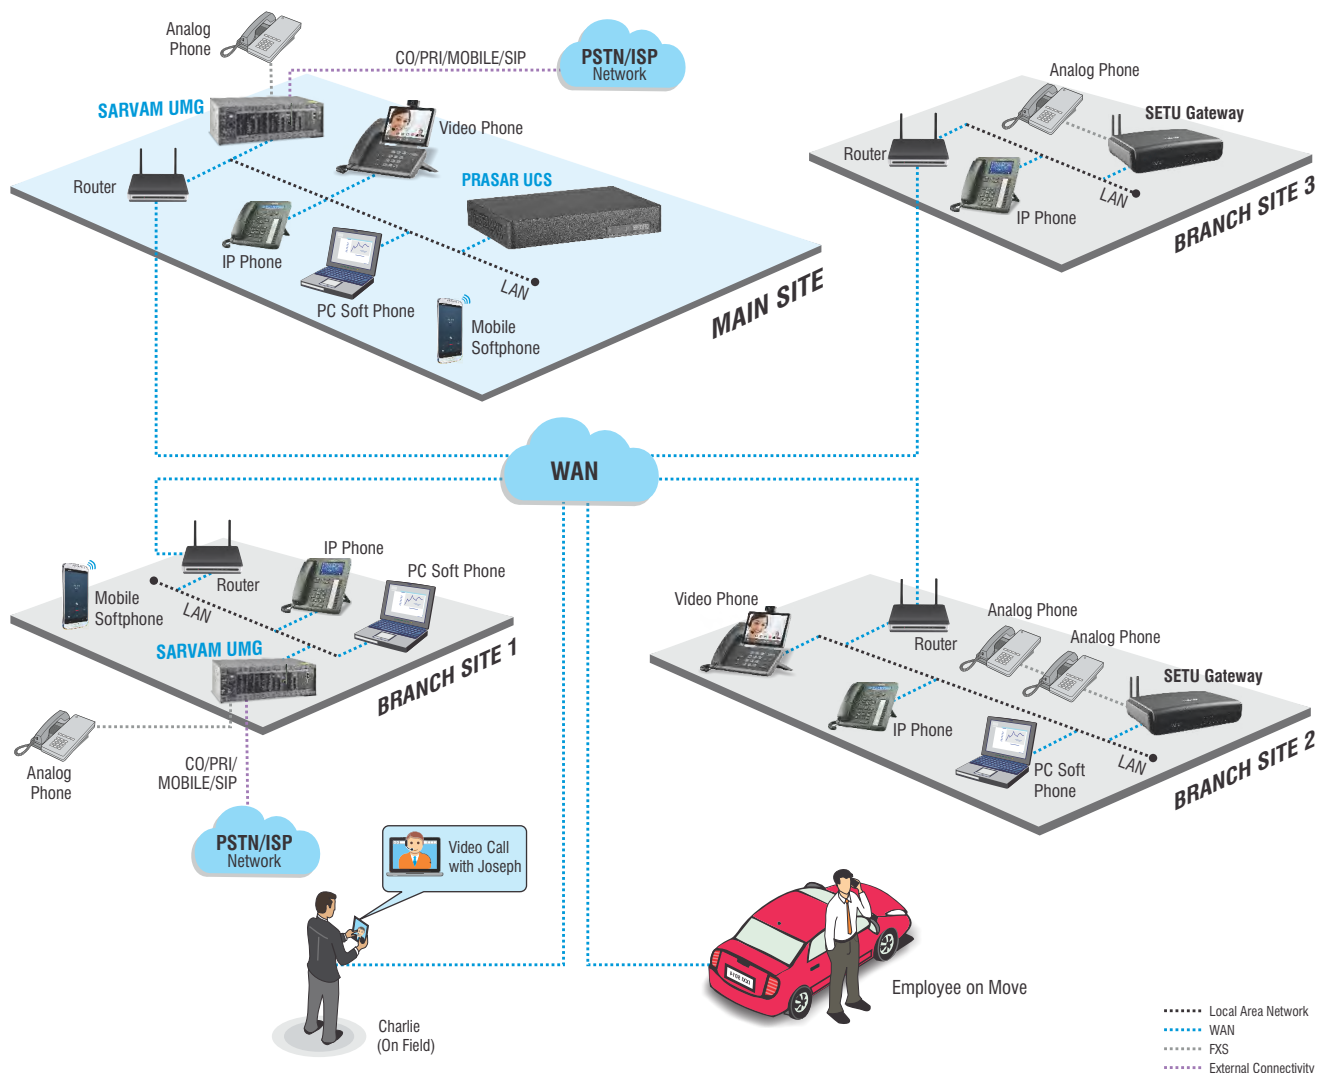 Analog
Phone
CO/PRI/MOBILE/SIP
PSTN/ISP
Network
SARVAM UMG
Video Phone
Router
PRASAR UCS
IP Phone
LAN
PC Soft Phone
Mobile
Softphone
MAIN SITE
Analog Phone
SETU Gateway
Router
LAN
IP Phone
BRANCH SITE 3
WAN
IP Phone
PC Soft Phone
Router
Mobile
Softphone
LAN
SARVAM UMG
BRANCH SITE 1
Analog
Phone
CO/PRI/
MOBILE/SIP
PSTN/ISP
Network
Video Phone
Analog Phone
Router
Analog Phone
SETU Gateway
IP Phone
LAN
PC Soft
Phone
BRANCH SITE 2
Video Call
with Joseph
Charlie
(On Field)
Employee on Move
Local Area Network
WAN
FXS
External Connectivity